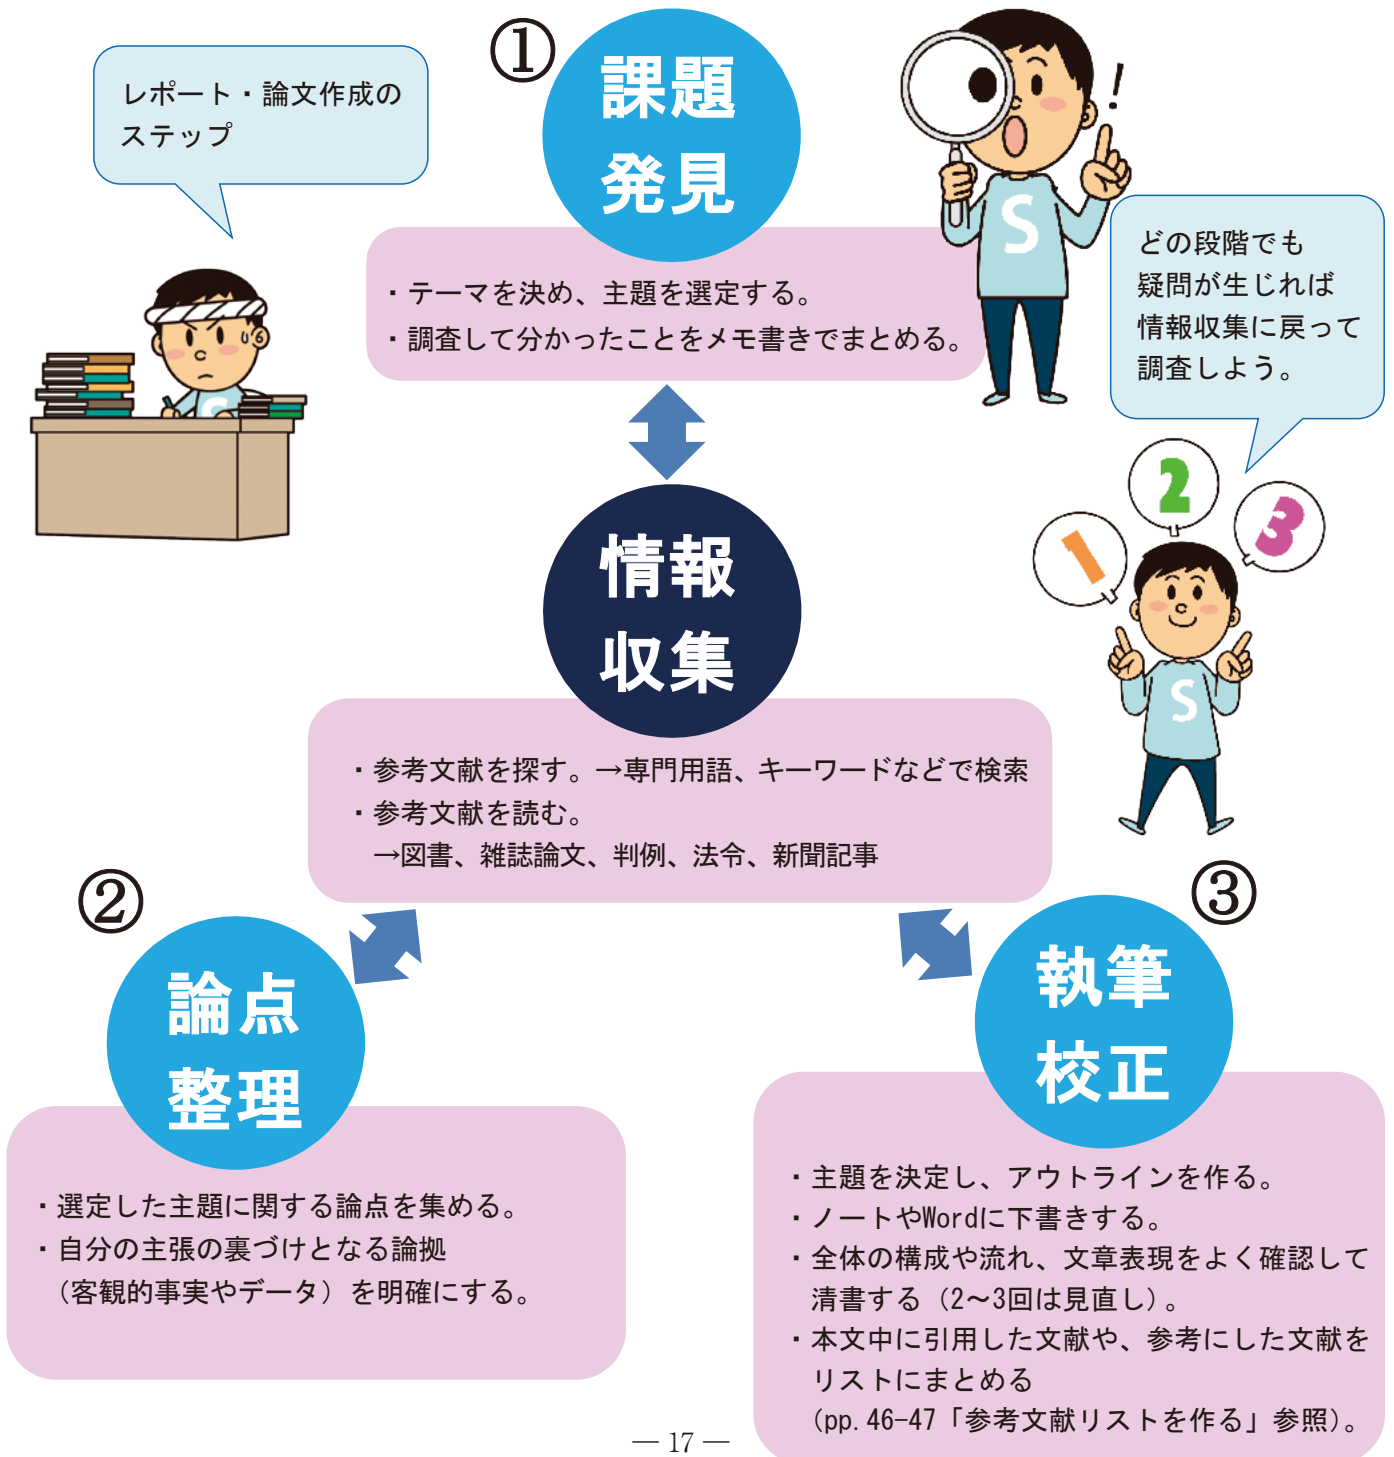 レポート・論文作成の
ステップ
①
課題
発見
・テーマを決め、主題を選定する。
・調査して分かったことをメモ書きでまとめる。
S
どの段階でも
疑問が生じれば
情報収集に戻って
調査しよう。
1
2
3
S
情報
収集
・参考文献を探す。→専門用語、キーワードなどで検索
・参考文献を読む。
→図書、雑誌論文、判例、法令、新聞記事
②
論点
整理
・選定した主題に関する論点を集める。
・自分の主張の裏づけとなる論拠
（客観的事実やデータ）を明確にする。
③
執筆
校正
・主題を決定し、アウトラインを作る。
・ノートやWordに下書きする。
・全体の構成や流れ、文章表現をよく確認して
清書する（2～3回は見直し）。
・本文中に引用した文献や、参考にした文献を
リストにまとめる
(pp.46-47「参考文献リストを作る」参照)。
― 17 ―